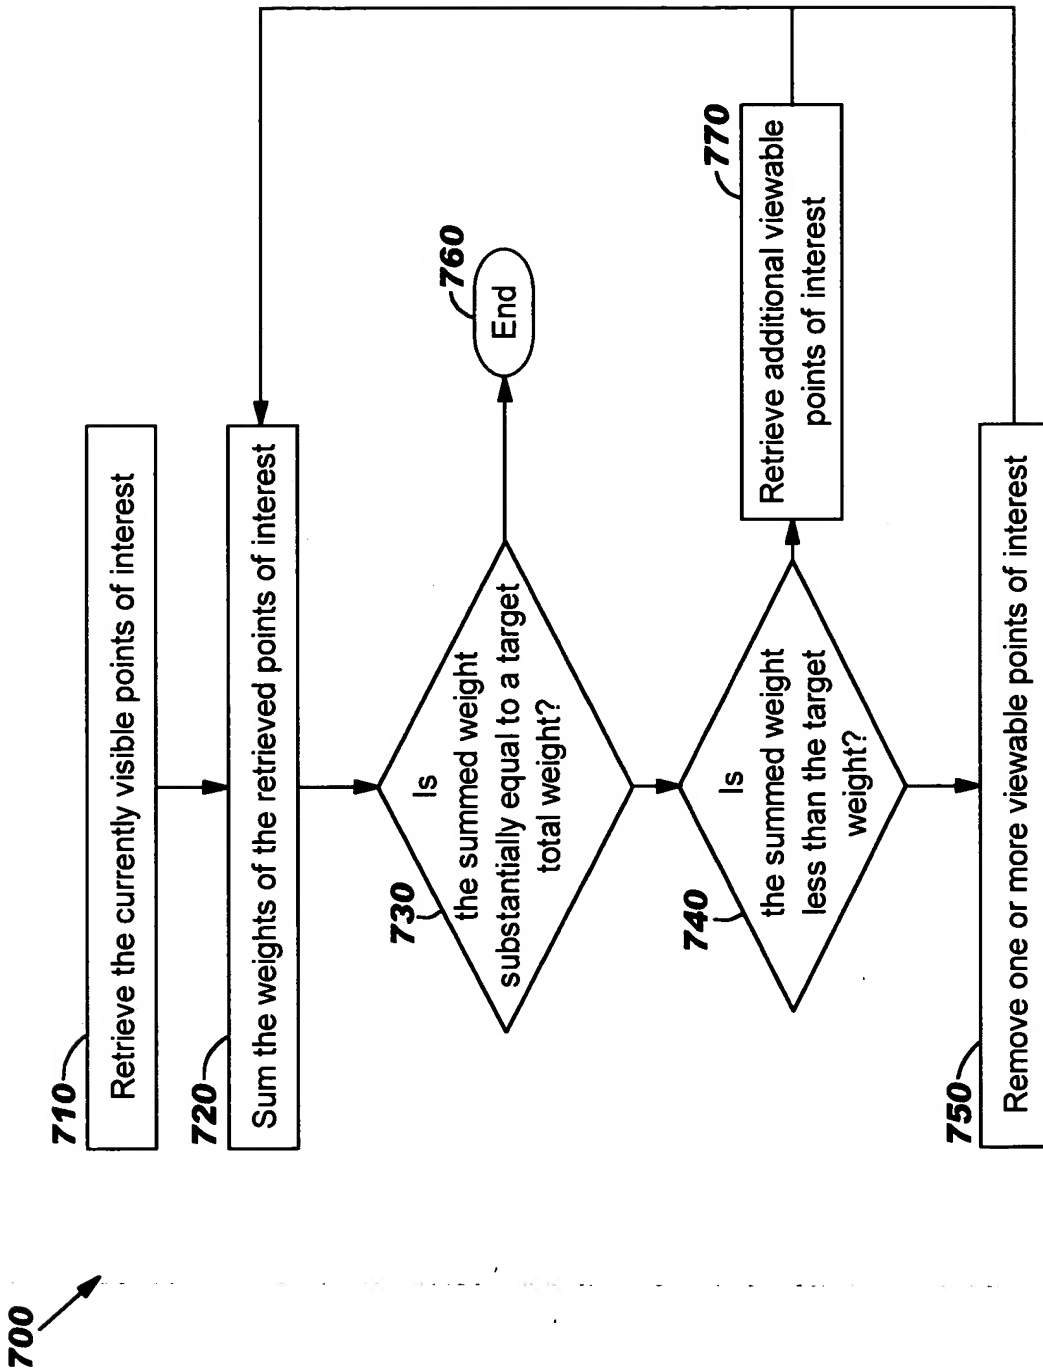 700
710
Retrieve the currently visible points of interest
720
Sum the weights of the retrieved points of interest
730
Is
the summed weight
substantially equal to a target
total weight?
760
End
740
Is
the summed weight
less than the target
weight?
770
Retrieve additional viewable
points of interest
750
Remove one or more viewable points of interest